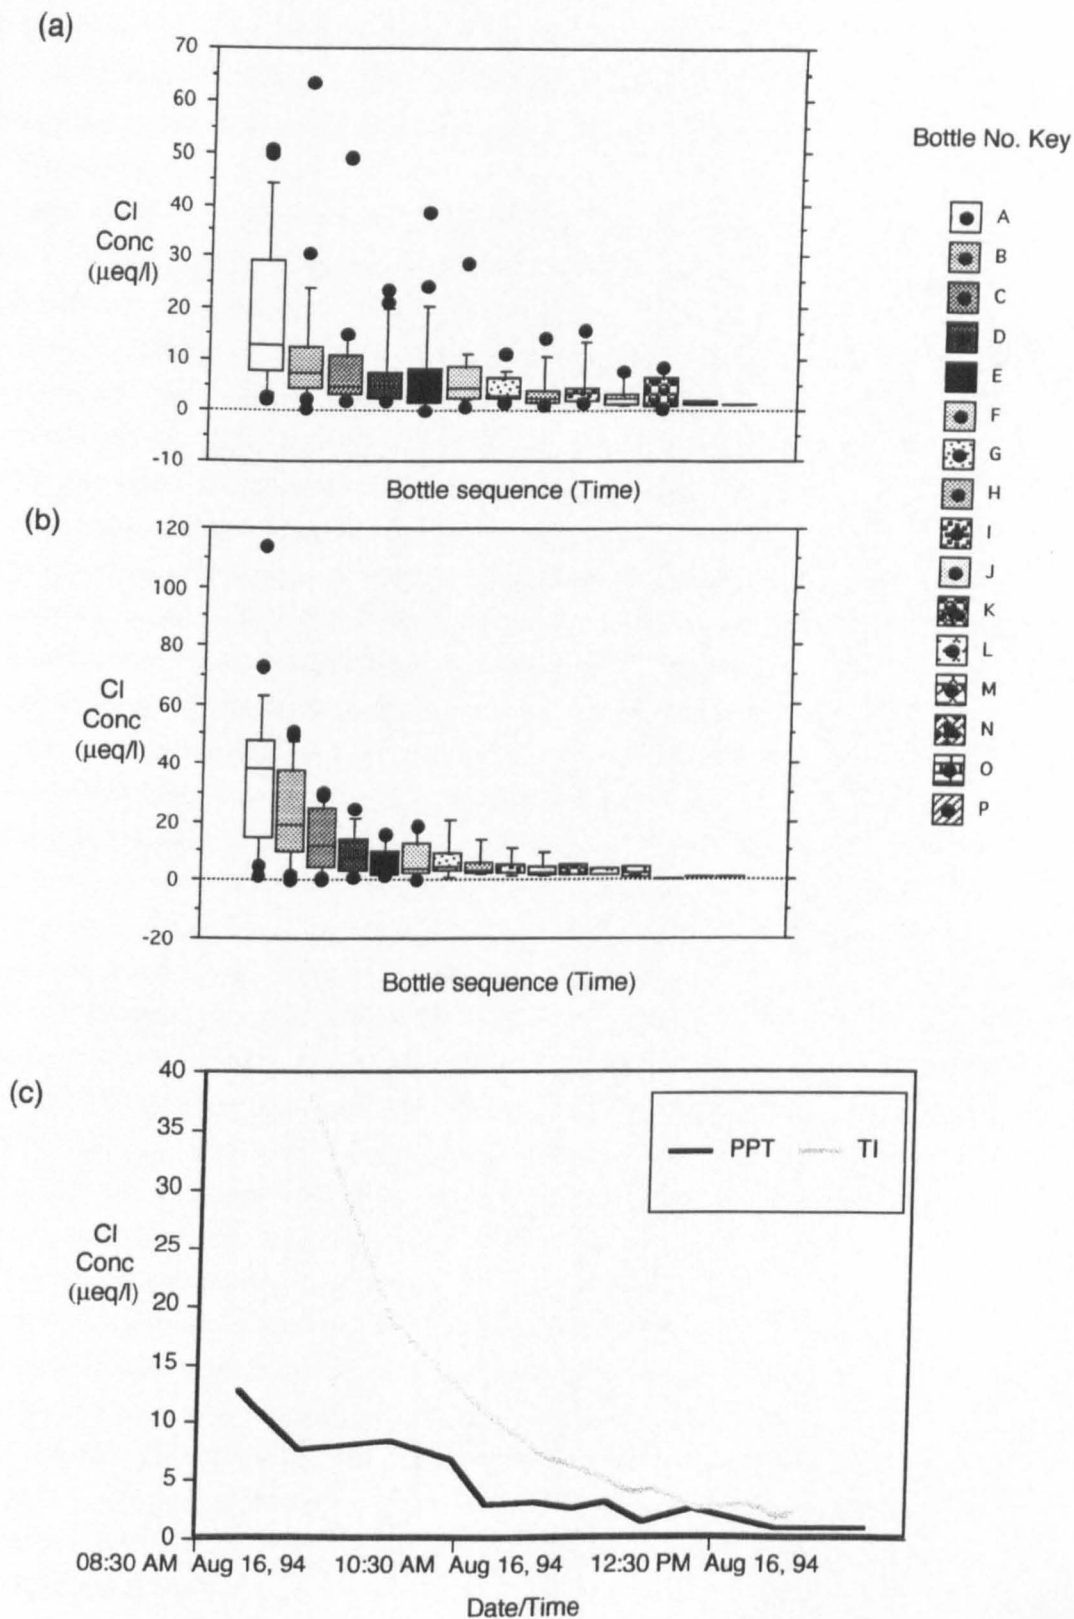 (a)
70
60
50
40
30
20
10
0
-10
Cl
Conc
(µeq/l)
Bottle sequence (Time)
Bottle No. Key
A
B
C
D
E
F
G
H
I
J
K
L
M
N
O
P
(b)
120
100
80
60
40
20
0
-20
Cl
Conc
(µeq/l)
Bottle sequence (Time)
(c)
40
35
30
25
20
15
10
5
0
Cl
Conc
(µeq/l)
PPT TI
08:30 AM Aug 16, 94 10:30 AM Aug 16, 94 12:30 PM Aug 16, 94
Date/Time